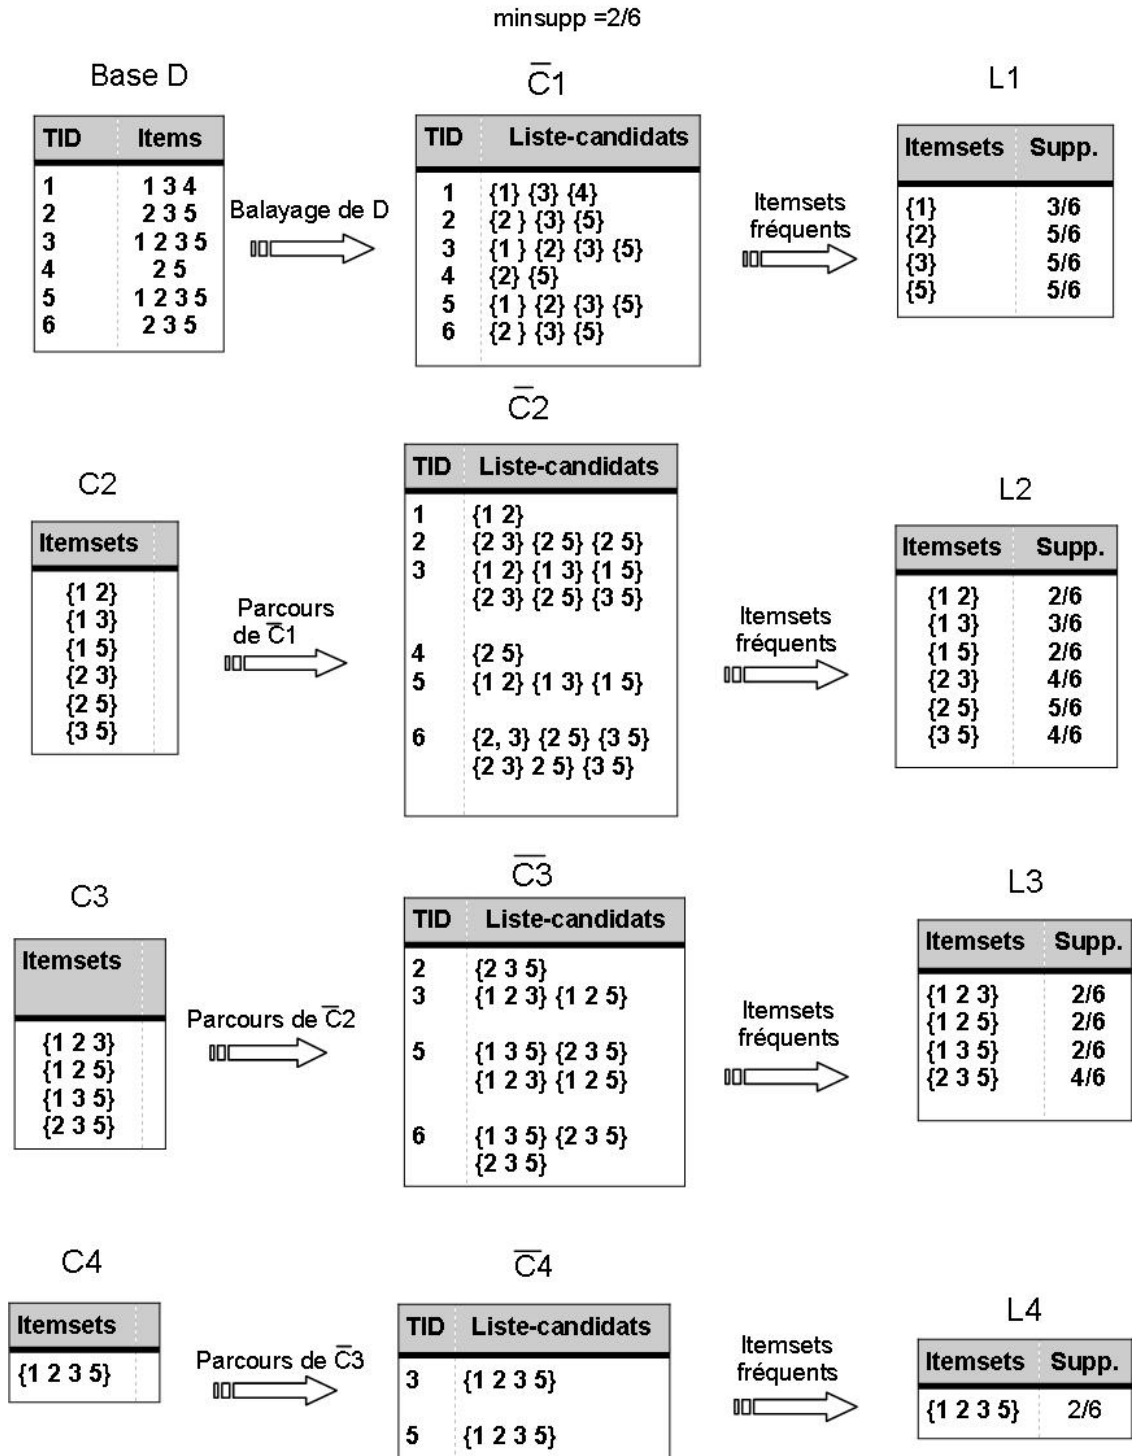 minsupp =2/6
Base D
TID Items
1 1 3 4
2 2 3 5
3 1 2 3 5
4 2 5
5 1 2 3 5
6 2 3 5
Balayage de D
C̅1
TID Liste-candidats
1 {1} {3} {4}
2 {2 } {3} {5}
3 {1 } {2} {3} {5}
4 {2} {5}
5 {1 } {2} {3} {5}
6 {2 } {3} {5}
Itemsets
fréquents
L1
Itemsets Supp.
{1} 3/6
{2} 5/6
{3} 5/6
{5} 5/6
C2
Itemsets
{1 2}
{1 3}
{1 5}
{2 3}
{2 5}
{3 5}
Parcours
de C̅1
C̅2
TID Liste-candidats
1 {1 2}
2 {2 3} {2 5} {2 5}
3 {1 2} {1 3} {1 5}
{2 3} {2 5} {3 5}
4 {2 5}
5 {1 2} {1 3} {1 5}
6 {2, 3} {2 5} {3 5}
{2 3} 2 5} {3 5}
Itemsets
fréquents
L2
Itemsets Supp.
{1 2} 2/6
{1 3} 3/6
{1 5} 2/6
{2 3} 4/6
{2 5} 5/6
{3 5} 4/6
C3
Itemsets
{1 2 3}
{1 2 5}
{1 3 5}
{2 3 5}
Parcours de C̅2
C̅3
TID Liste-candidats
2 {2 3 5}
3 {1 2 3} {1 2 5}
5 {1 3 5} {2 3 5}
{1 2 3} {1 2 5}
6 {1 3 5} {2 3 5}
{2 3 5}
Itemsets
fréquents
L3
Itemsets Supp.
{1 2 3} 2/6
{1 2 5} 2/6
{1 3 5} 2/6
{2 3 5} 4/6
C4
Itemsets
{1 2 3 5}
Parcours de C̅3
C̅4
TID Liste-candidats
3 {1 2 3 5}
5 {1 2 3 5}
Itemsets
fréquents
L4
Itemsets Supp.
{1 2 3 5} 2/6